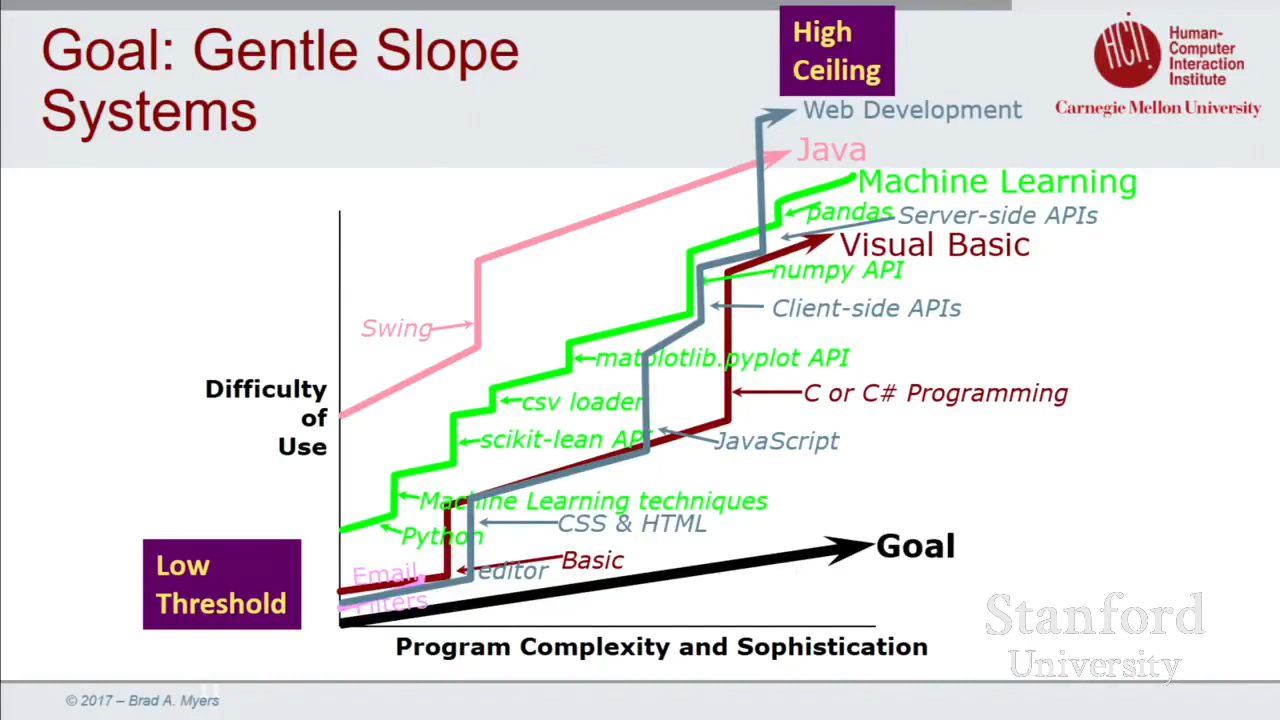 Goal: Gentle Slope
Systems
High
Ceiling
HCII
Human-
Computer
Interaction
Institute
Carnegie Mellon University
Web Development
Java
Machine Learning
pandas
Server-side APIs
Visual Basic
numpy API
Client-side APIs
Swing
matplotlib.pyplot API
Difficulty
of
Use
C or C# Programming
csv loader
scikit-lean API
JavaScript
Machine Learning techniques
CSS & HTML
Python
Goal
Basic
editor
Email
Filters
Low
Threshold
Program Complexity and Sophistication
Stanford
University
© 2017 – Brad A. Myers
11